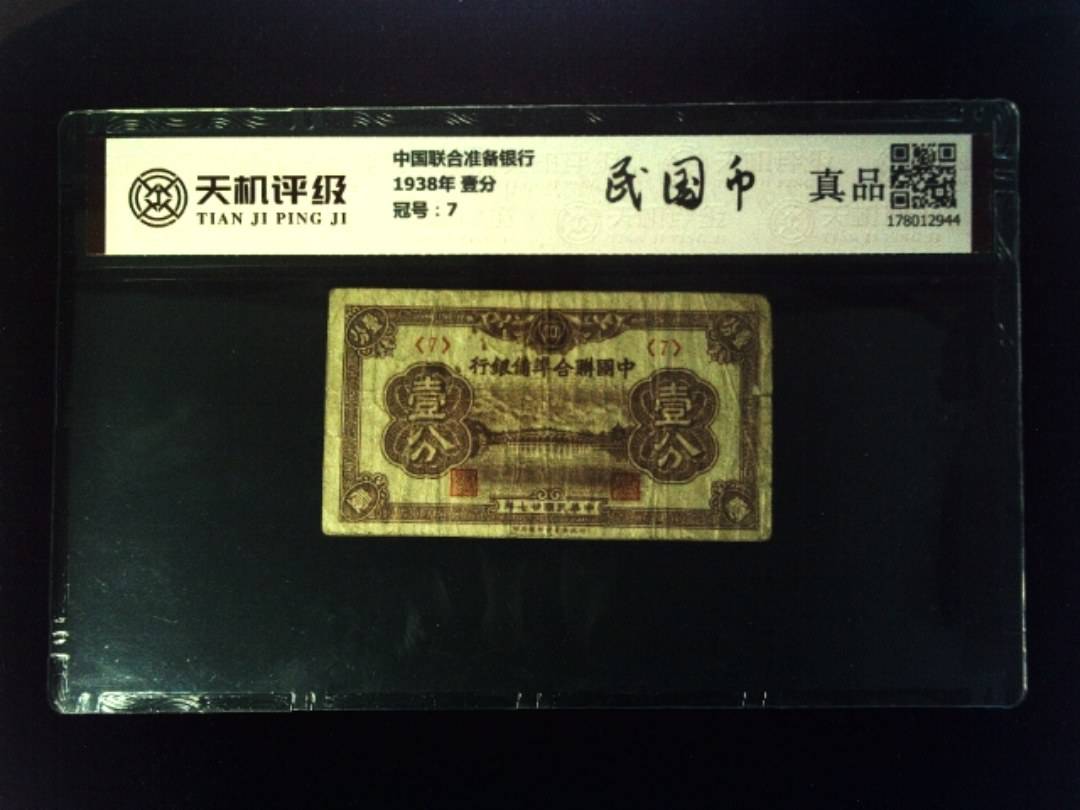 天机评级
TIAN JI PING JI
中国联合准备银行
1938年 壹分
冠号：7
民国币
真品
178012944
〈7〉
〈7〉
行銀備準合聯國中
壹分
壹分